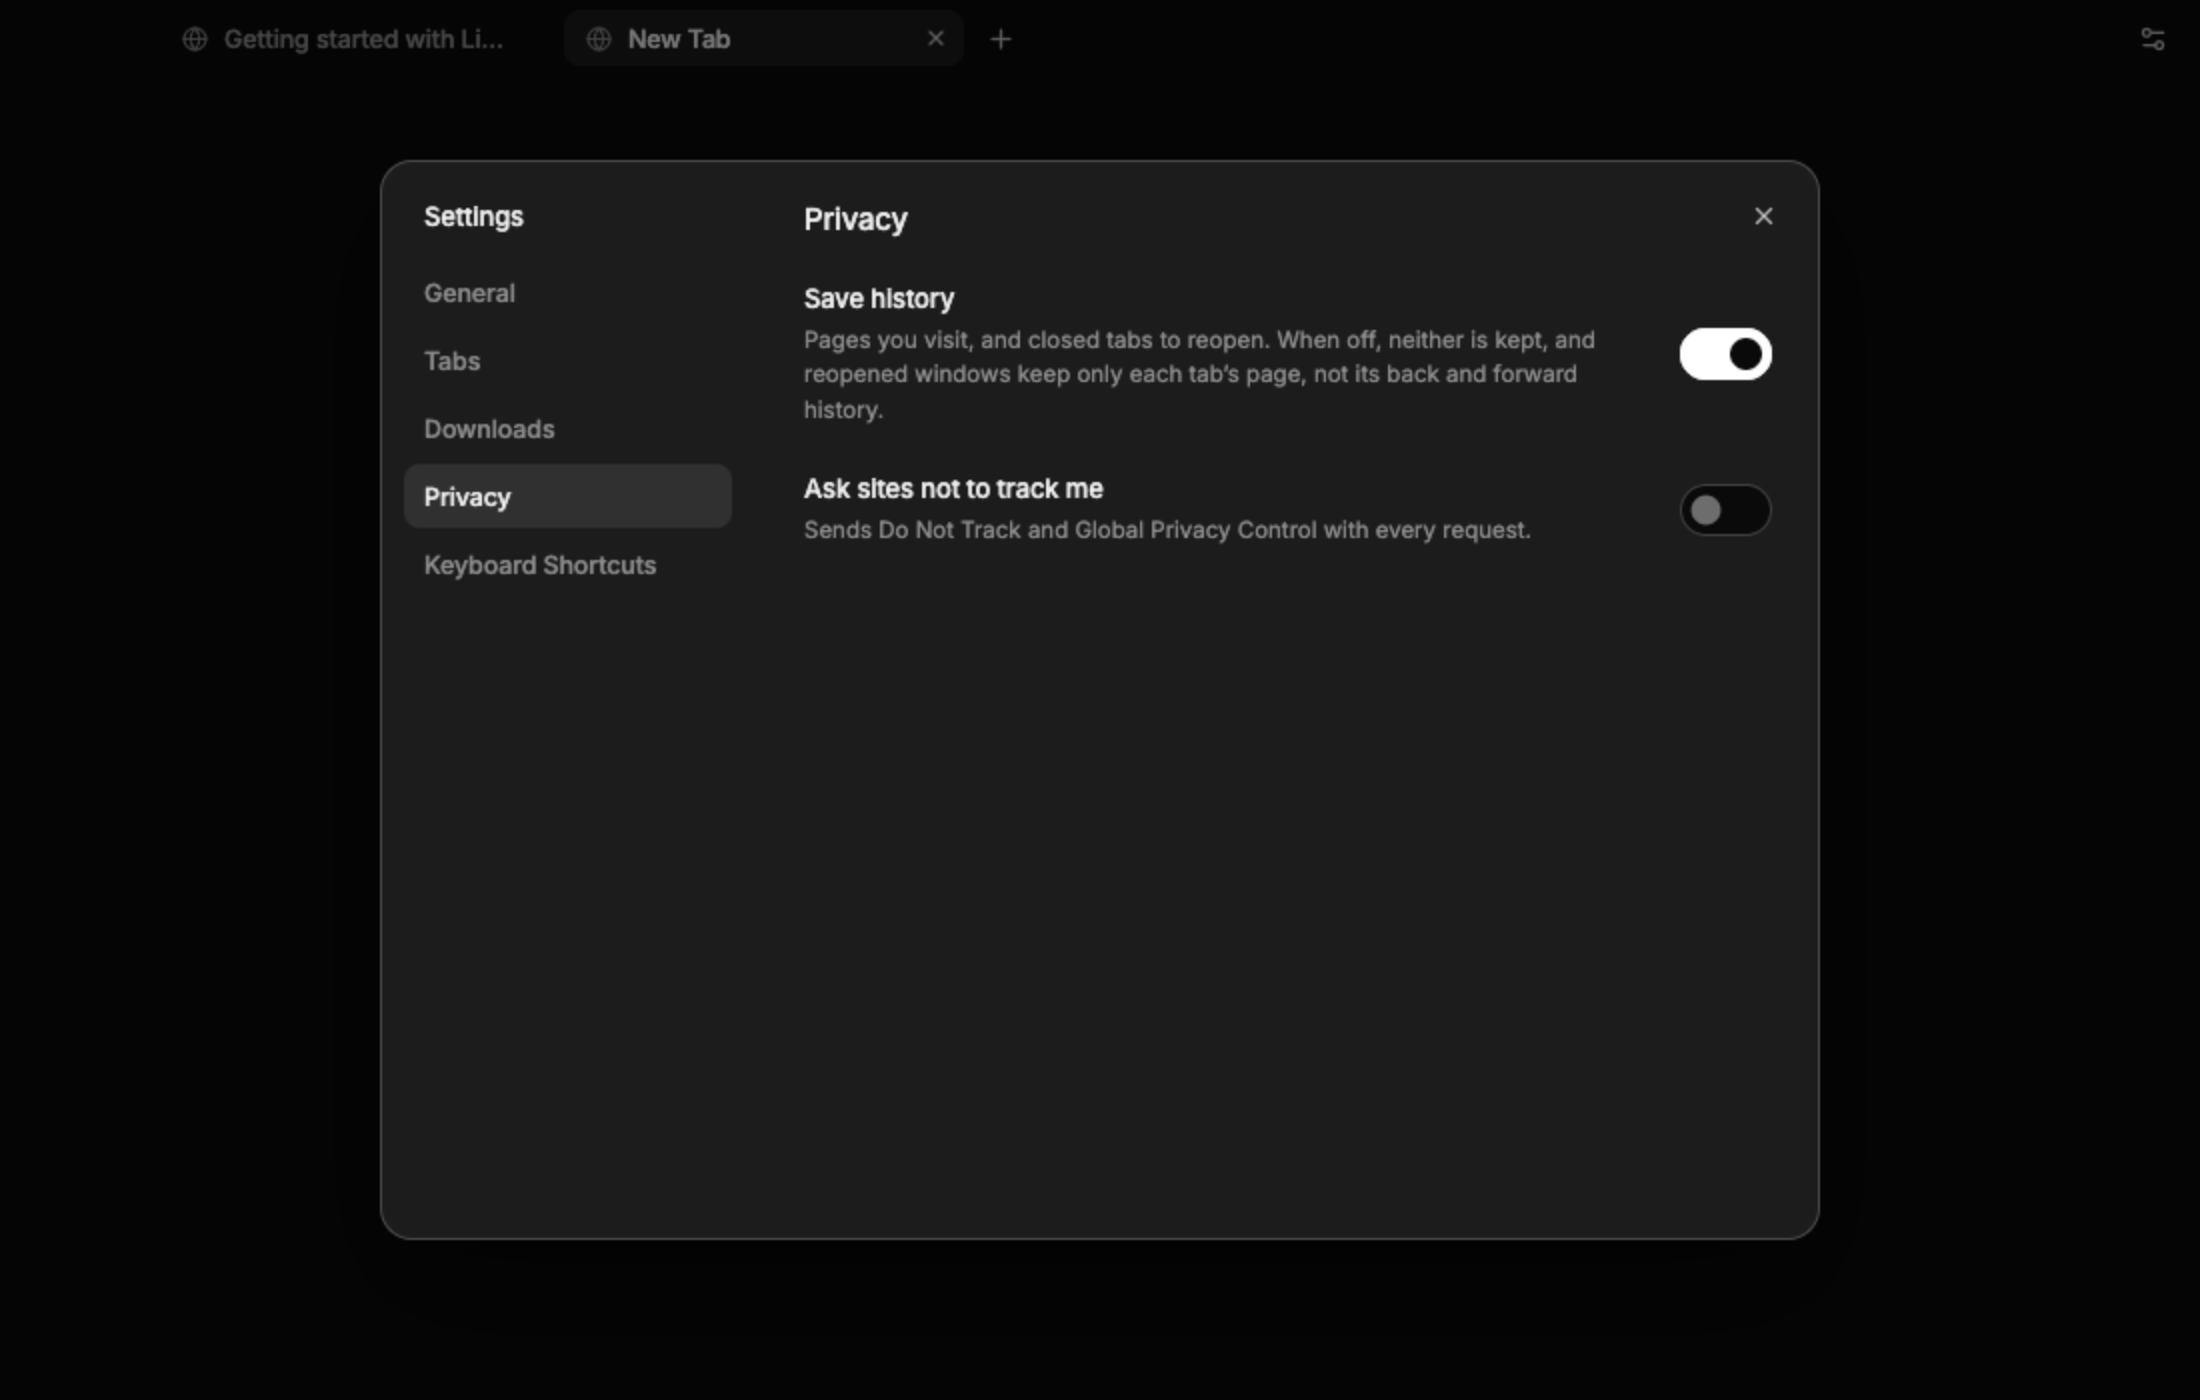 Getting started with Li...
New Tab
Settings
General
Tabs
Downloads
Privacy
Keyboard Shortcuts
Privacy
Save history
Pages you visit, and closed tabs to reopen. When off, neither is kept, and
reopened windows keep only each tab’s page, not its back and forward
history.
Ask sites not to track me
Sends Do Not Track and Global Privacy Control with every request.